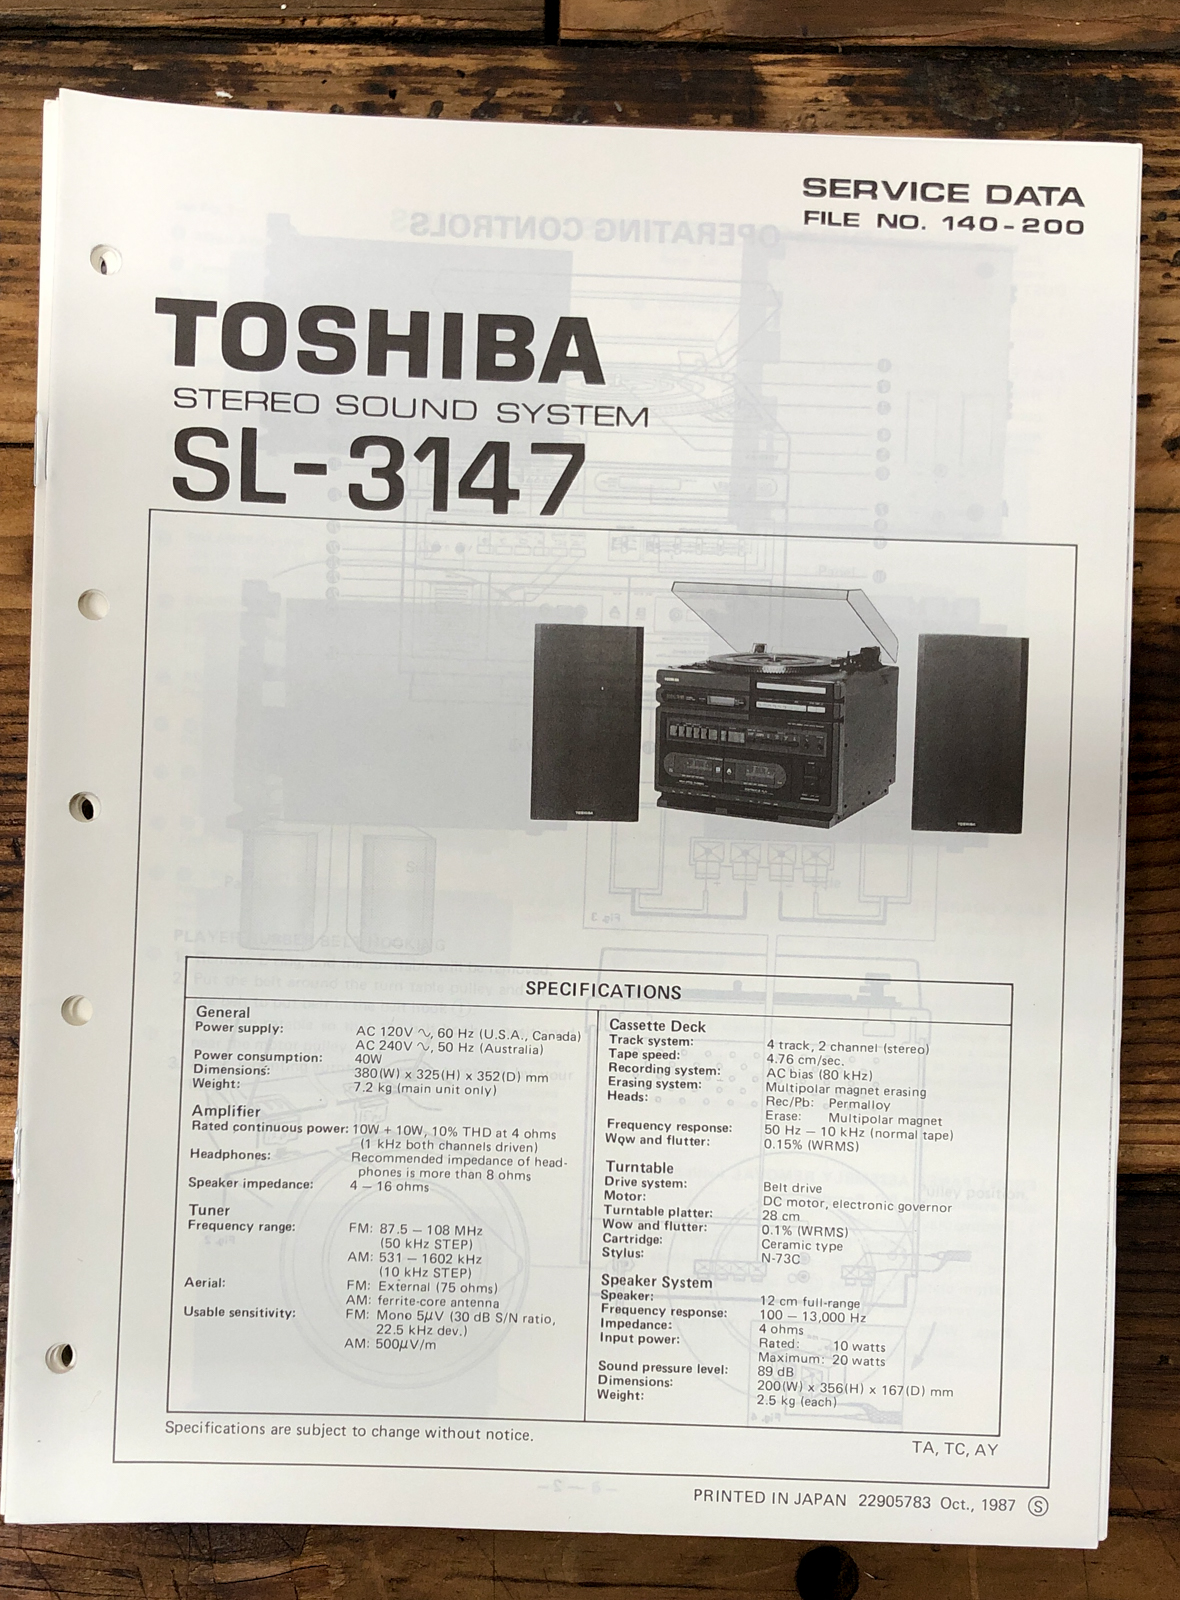 SERVICE DATA
FILE NO. 140-200
TOSHIBA
STEREO SOUND SYSTEM
SL-3147
TOSHIBA
TOSHIBA
TOSHIBA
SPECIFICATIONS
General
Power supply: AC 120V ∿, 60 Hz (U.S.A., Canada)
AC 240V ∿, 50 Hz (Australia)
Power consumption: 40W
Dimensions: 380(W) x 325(H) x 352(D) mm
Weight: 7.2 kg (main unit only)
Amplifier
Rated continuous power: 10W + 10W, 10% THD at 4 ohms
(1 kHz both channels driven)
Headphones: Recommended impedance of head-
phones is more than 8 ohms
Speaker impedance: 4 – 16 ohms
Tuner
Frequency range: FM: 87.5 – 108 MHz
(50 kHz STEP)
AM: 531 – 1602 kHz
(10 kHz STEP)
Aerial: FM: External (75 ohms)
AM: ferrite-core antenna
Usable sensitivity: FM: Mono 5μV (30 dB S/N ratio,
22.5 kHz dev.)
AM: 500μV/m
Cassette Deck
Track system: 4 track, 2 channel (stereo)
Tape speed: 4.76 cm/sec.
Recording system: AC bias (80 kHz)
Erasing system: Multipolar magnet erasing
Heads: Rec/Pb: Permalloy
Erase: Multipolar magnet
Frequency response: 50 Hz – 10 kHz (normal tape)
Wow and flutter: 0.15% (WRMS)
Turntable
Drive system: Belt drive
Motor: DC motor, electronic governor
Turntable platter: 28 cm
Wow and flutter: 0.1% (WRMS)
Cartridge: Ceramic type
Stylus: N-73C
Speaker System
Speaker: 12 cm full-range
Frequency response: 100 – 13,000 Hz
Impedance: 4 ohms
Input power: Rated: 10 watts
Maximum: 20 watts
Sound pressure level: 89 dB
Dimensions: 200(W) x 356(H) x 167(D) mm
Weight: 2.5 kg (each)
Specifications are subject to change without notice.
TA, TC, AY
PRINTED IN JAPAN 22905783 Oct., 1987 Ⓢ